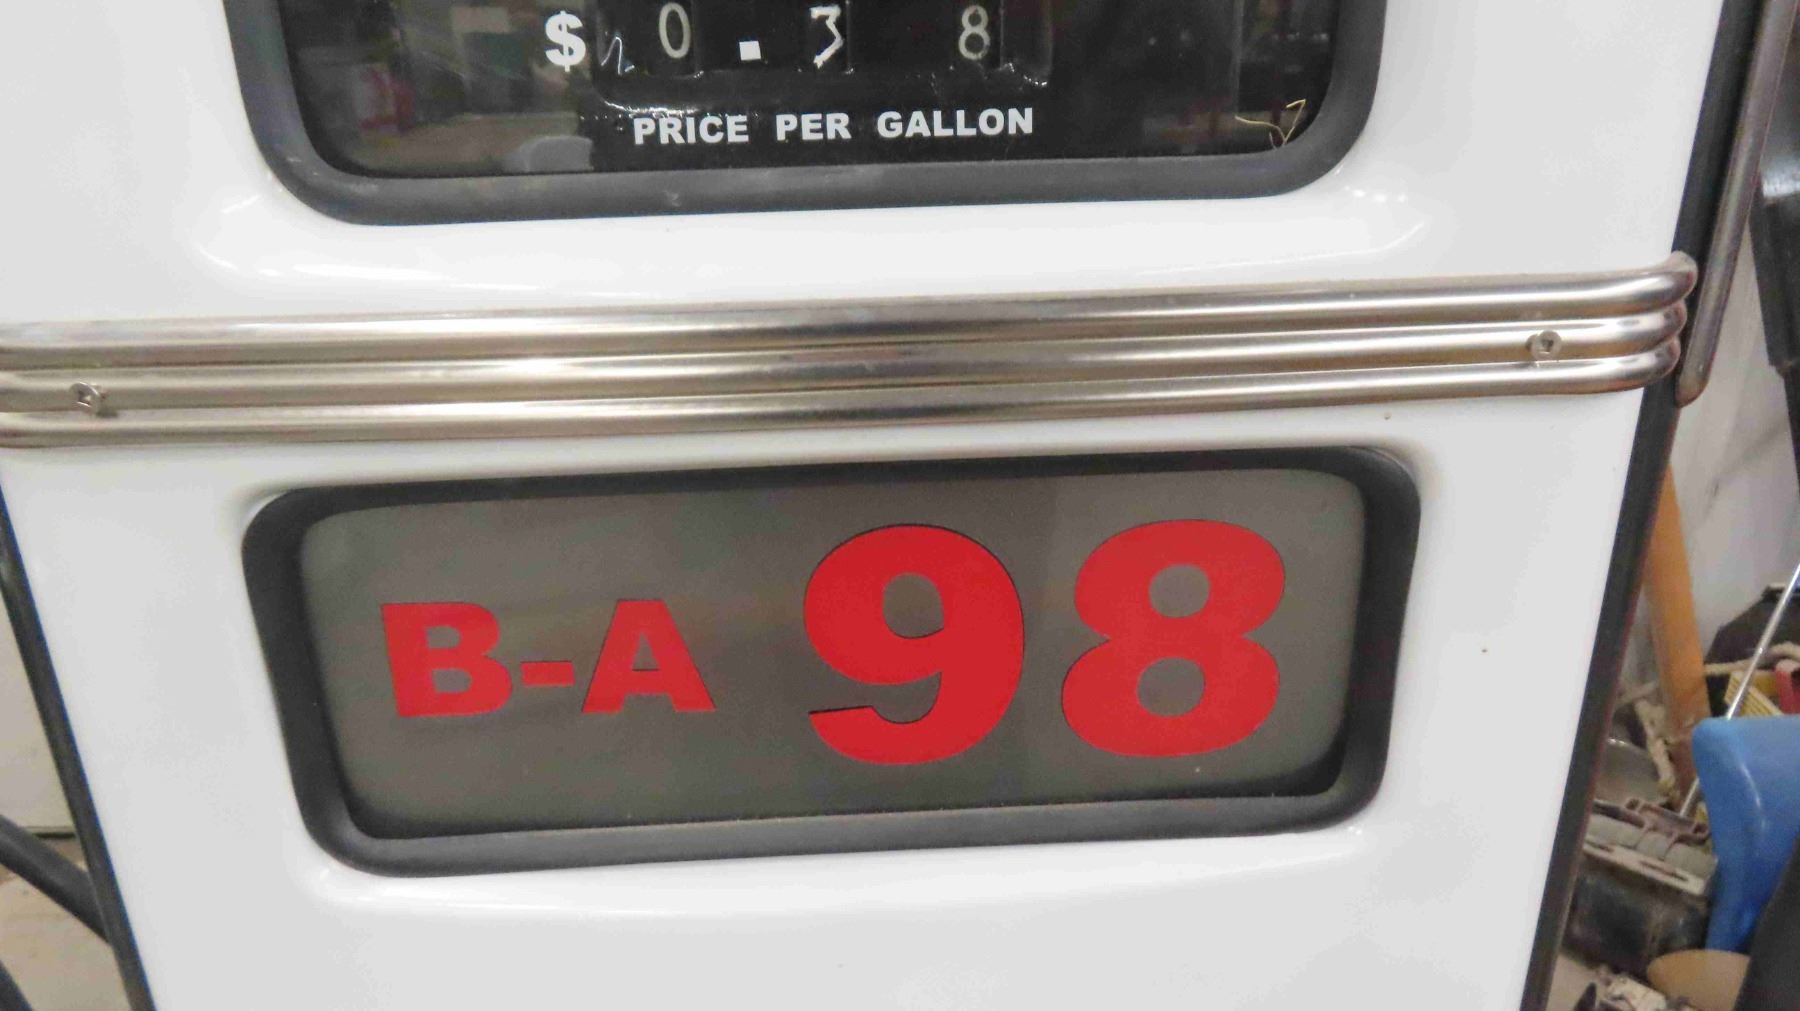 $ 0.38
PRICE PER GALLON
B-A 98